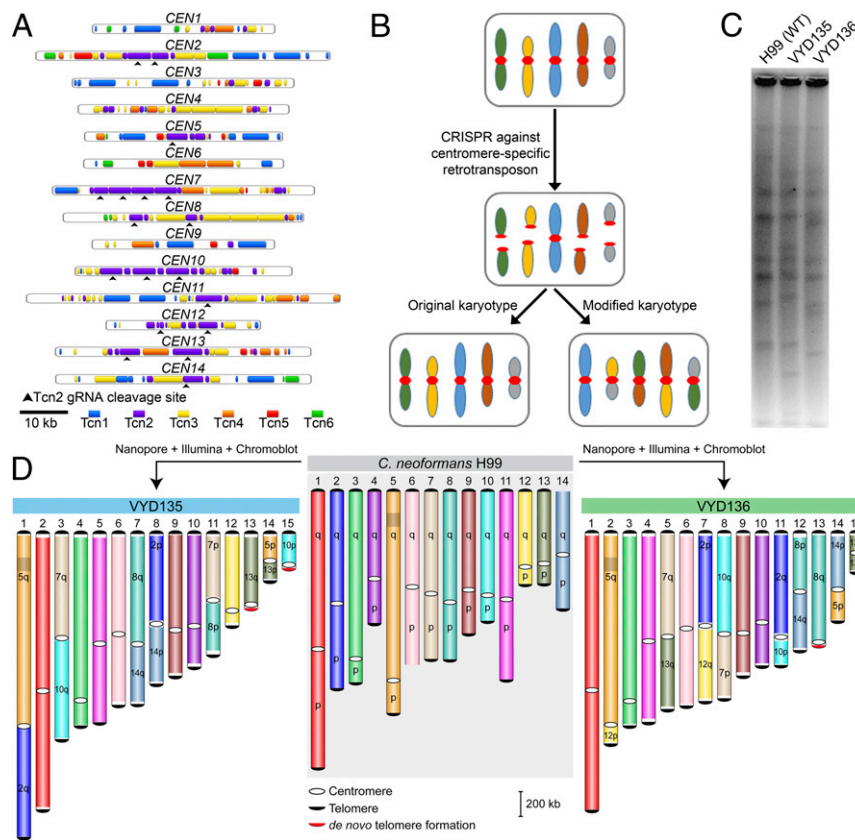 A
CEN1
CEN2
CEN3
CEN4
CEN5
CEN6
CEN7
CEN8
CEN9
CEN10
CEN11
CEN12
CEN13
CEN14
Tcn2 gRNA cleavage site
10 kb
Tcn1 Tcn2 Tcn3 Tcn4 Tcn5 Tcn6
B
CRISPR against
centromere-specific
retrotransposon
Original karyotype
Modified karyotype
C
H99 (WT)
VYD135
VYD136
D
Nanopore + Illumina + Chromoblot
VYD135
1 2 3 4 5 6 7 8 9 10 11 12 13 14 15
5q 7q 8q 2p 7p 5p 10p
13p
13q
10q 14q 14p 8p
2q
C. neoformans H99
1 2 3 4 5 6 7 8 9 10 11 12 13 14
q q q q q q q q q q q q q q
p p p p p p p p p p p p p p
Centromere
Telomere
de novo telomere formation
200 kb
Nanopore + Illumina + Chromoblot
VYD136
1 2 3 4 5 6 7 8 9 10 11 12 13 14
5q 7q 2p 10q 2q 8p 8q 14p
12p 13q 12q 7p 10p 14q 5p